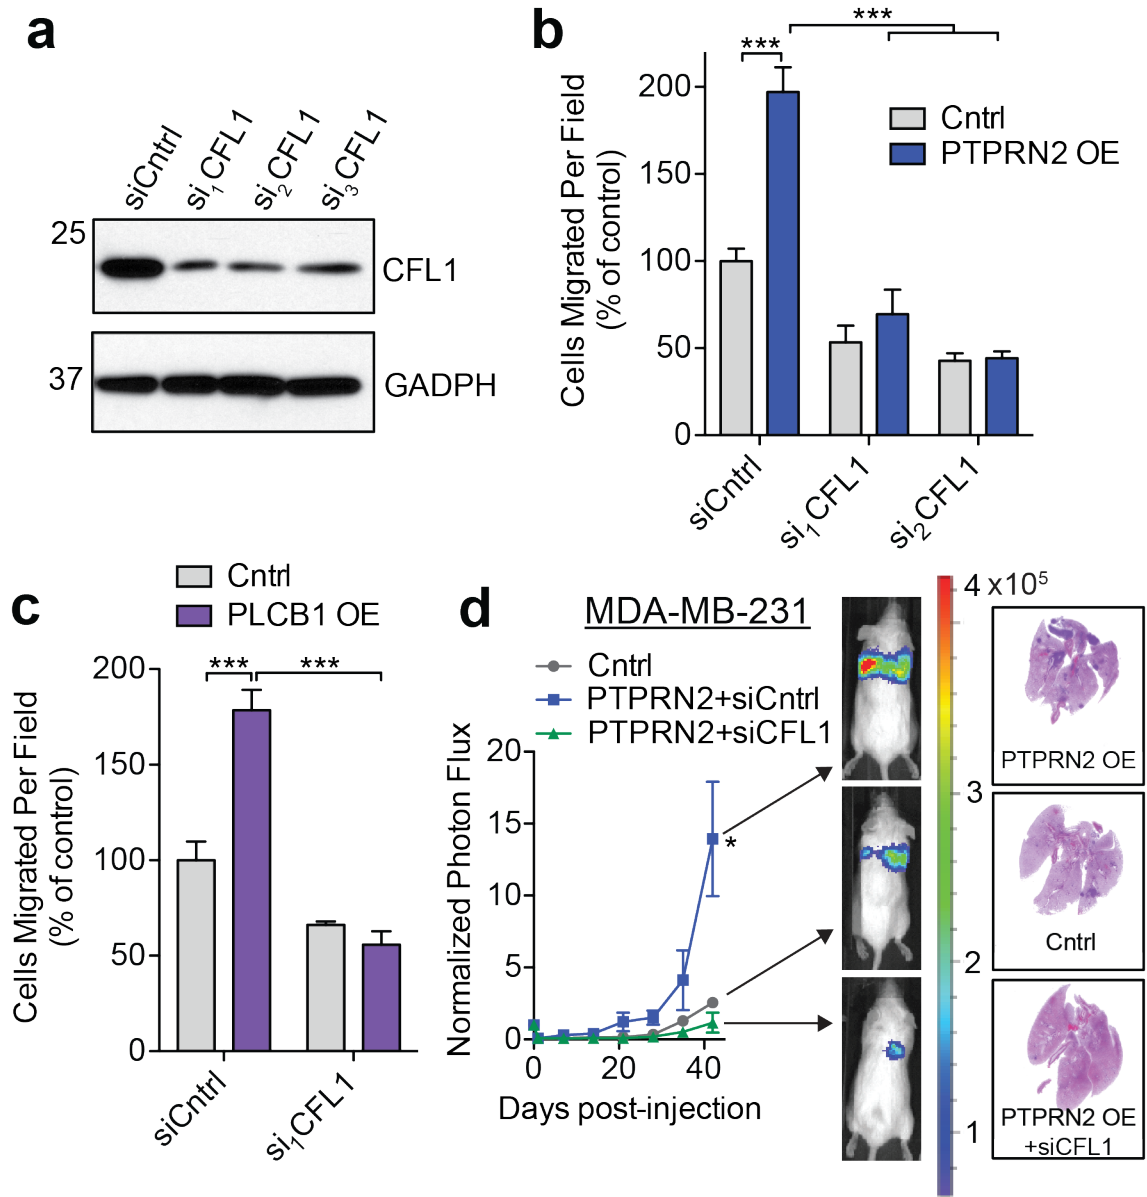 a
siCntrl
si1CFL1
si2CFL1
si3CFL1
25
CFL1
37
GADPH
b
***
***
Cells Migrated Per Field
(% of control)
200
150
100
50
0
Cntrl
PTPRN2 OE
siCntrl
si1CFL1
si2CFL1
c
Cntrl
PLCB1 OE
***
***
Cells Migrated Per Field
(% of control)
200
150
100
50
0
siCntrl
si1CFL1
d
MDA-MB-231
Cntrl
PTPRN2+siCntrl
PTPRN2+siCFL1
Normalized Photon Flux
20
15
10
5
0
*
0
20
40
Days post-injection
4 x10⁵
3
2
1
PTPRN2 OE
Cntrl
PTPRN2 OE
+siCFL1